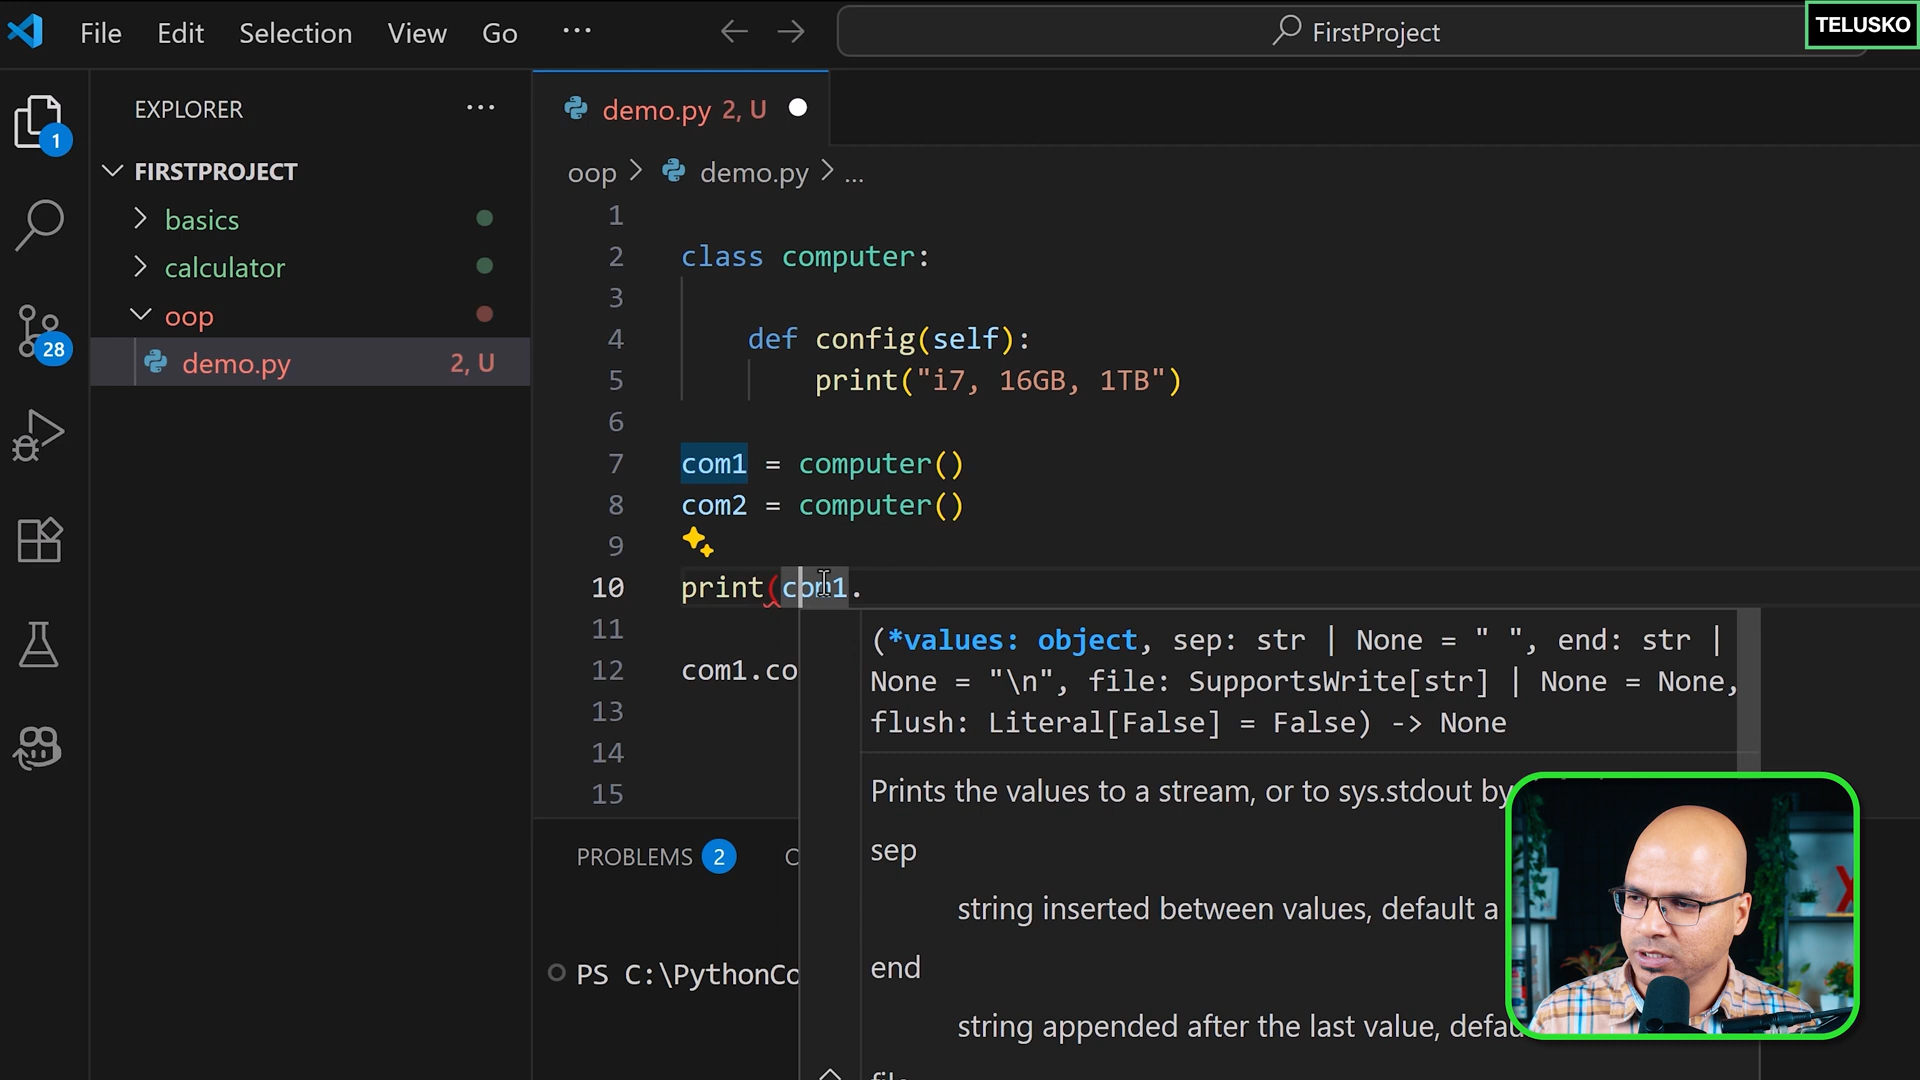 File Edit Selection View Go ...
FirstProject
TELUSKO
EXPLORER ...
FIRSTPROJECT
basics
calculator
oop
demo.py 2, U
1
28
demo.py 2, U
oop > demo.py > ...
1
2 class computer:
3
4 def config(self):
5 print("i7, 16GB, 1TB")
6
7 com1 = computer()
8 com2 = computer()
9
10 print(com1.
11
12 com1.co
13
14
15
(*values: object, sep: str | None = " ", end: str |
None = "\n", file: SupportsWrite[str] | None = None,
flush: Literal[False] = False) -> None
Prints the values to a stream, or to sys.stdout by
sep
string inserted between values, default a
end
string appended after the last value, defau
PROBLEMS 2
PS C:\PythonCo